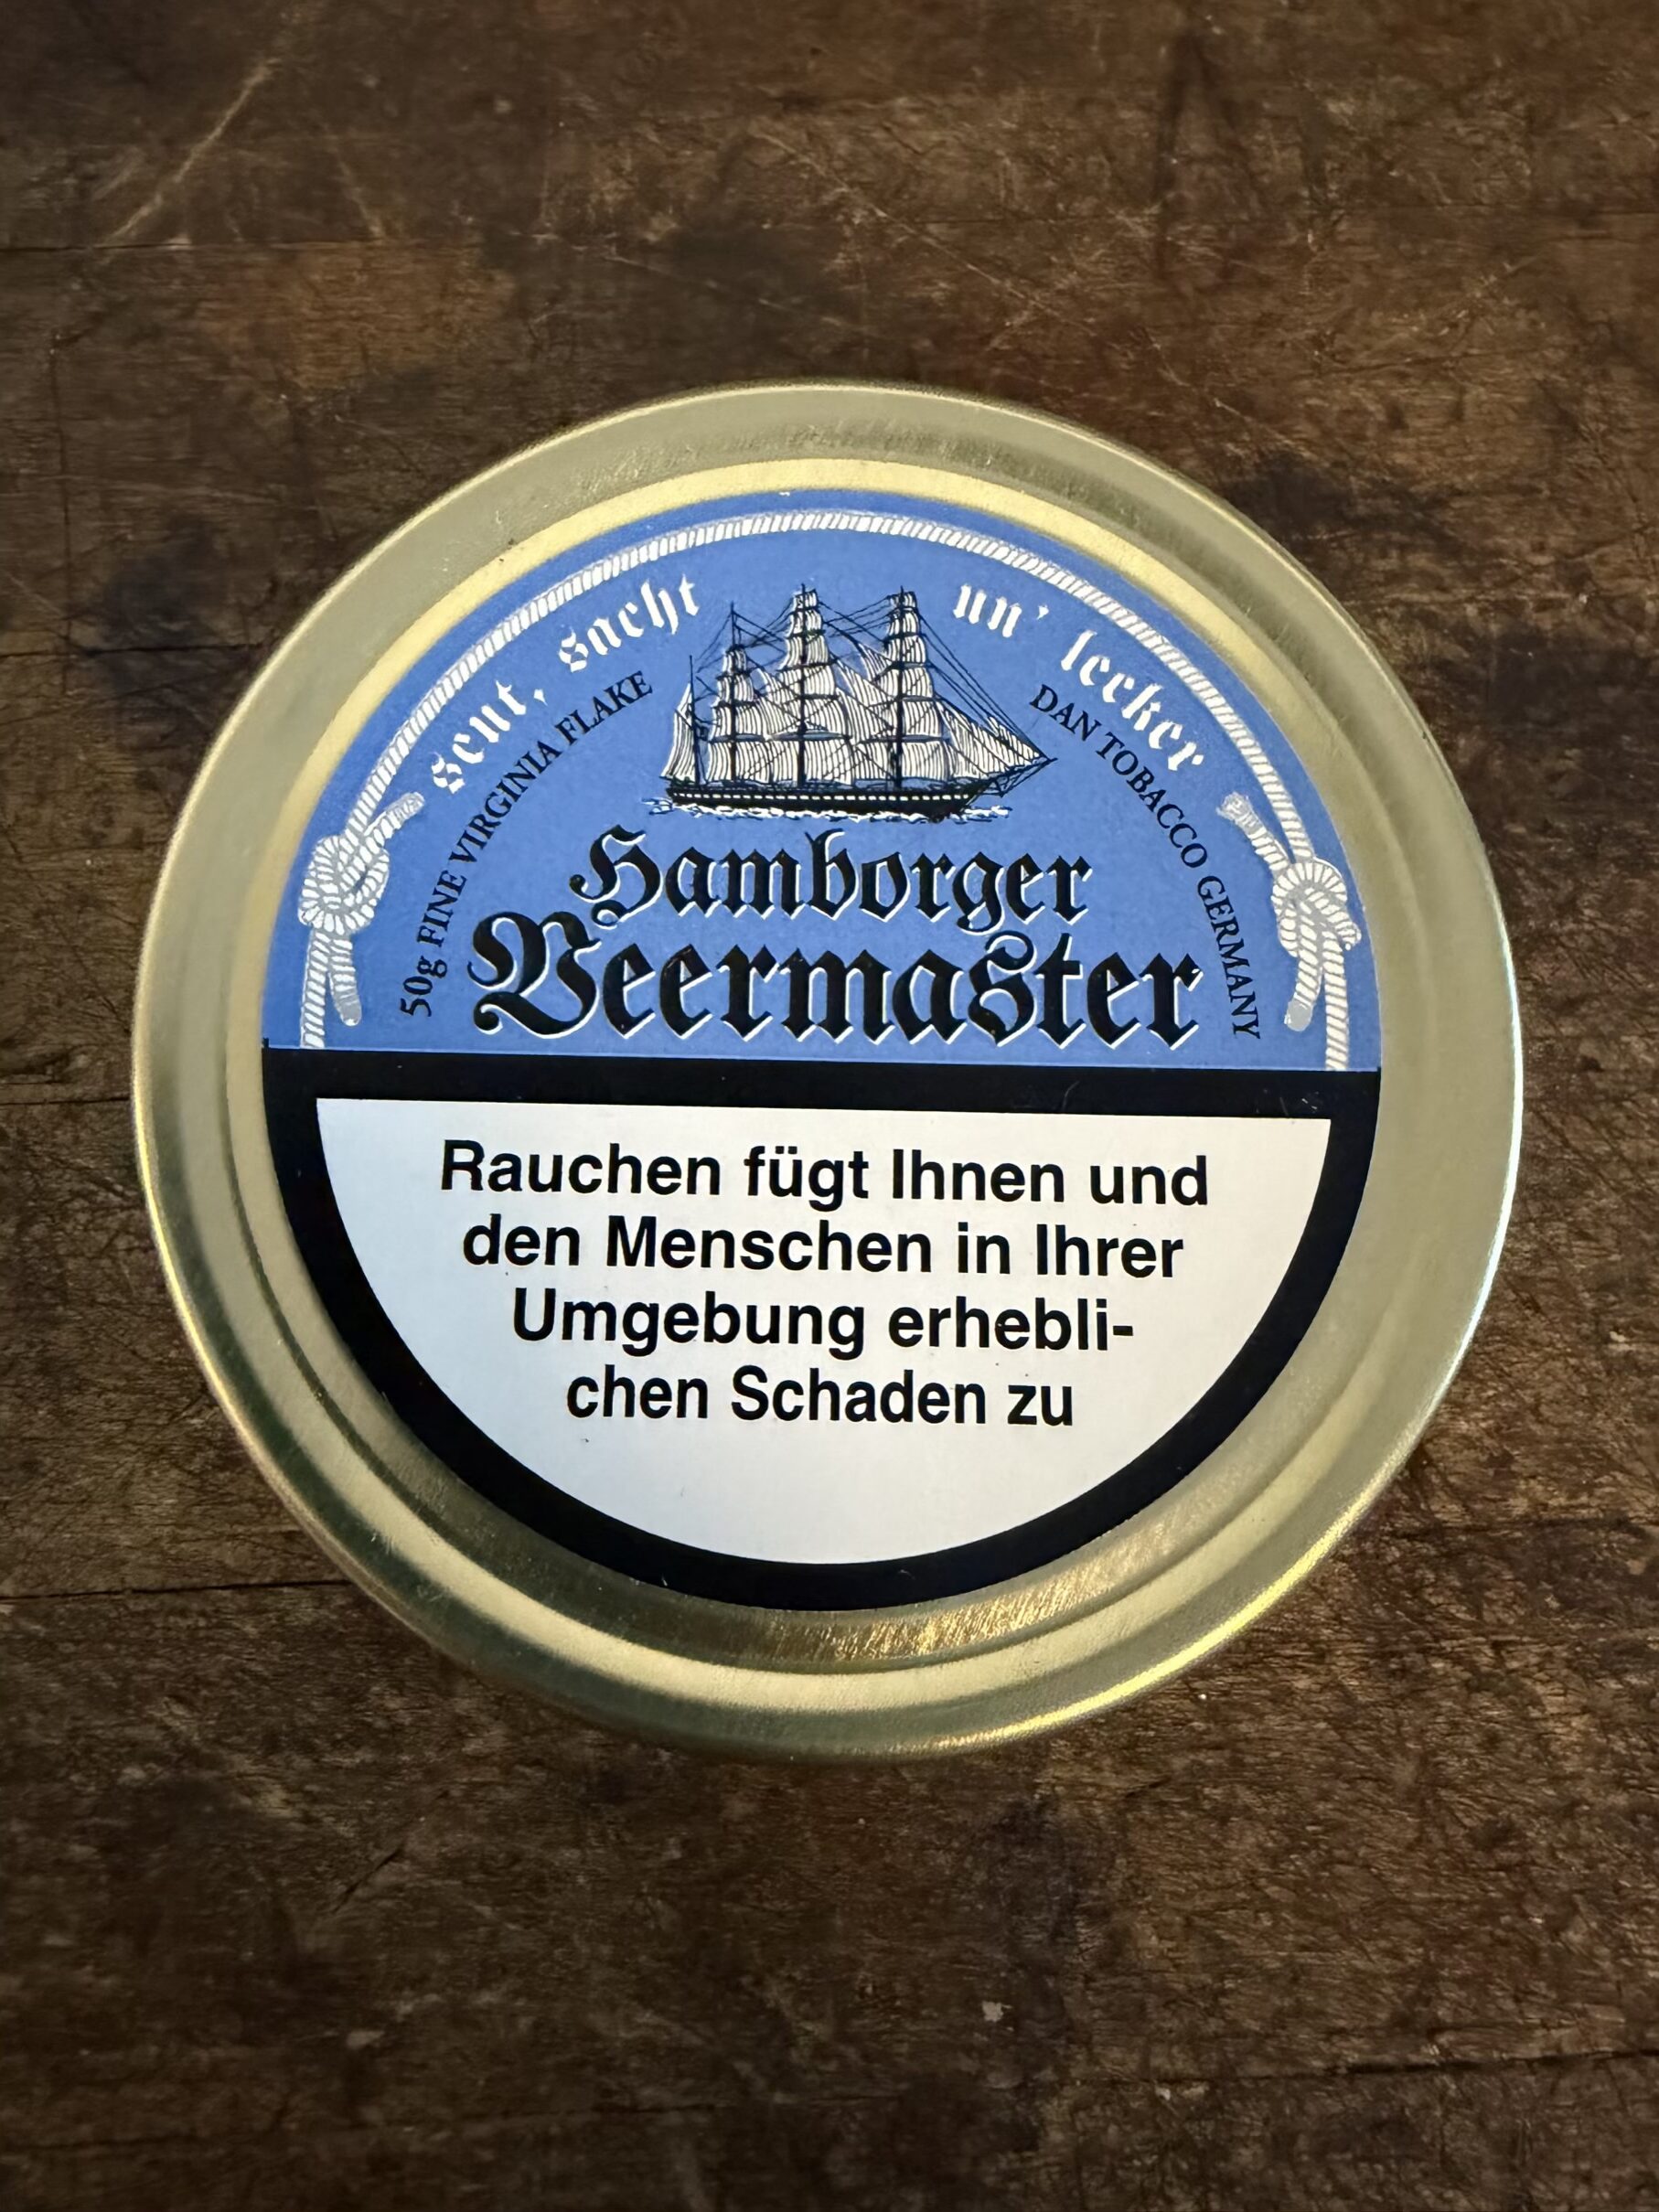 sent, sacht un' lecker
50g FINE VIRGINIA FLAKE
DAN TOBACCO GERMANY
Hamborger
Veermaster
Rauchen fügt Ihnen und
den Menschen in Ihrer
Umgebung erhebli-
chen Schaden zu